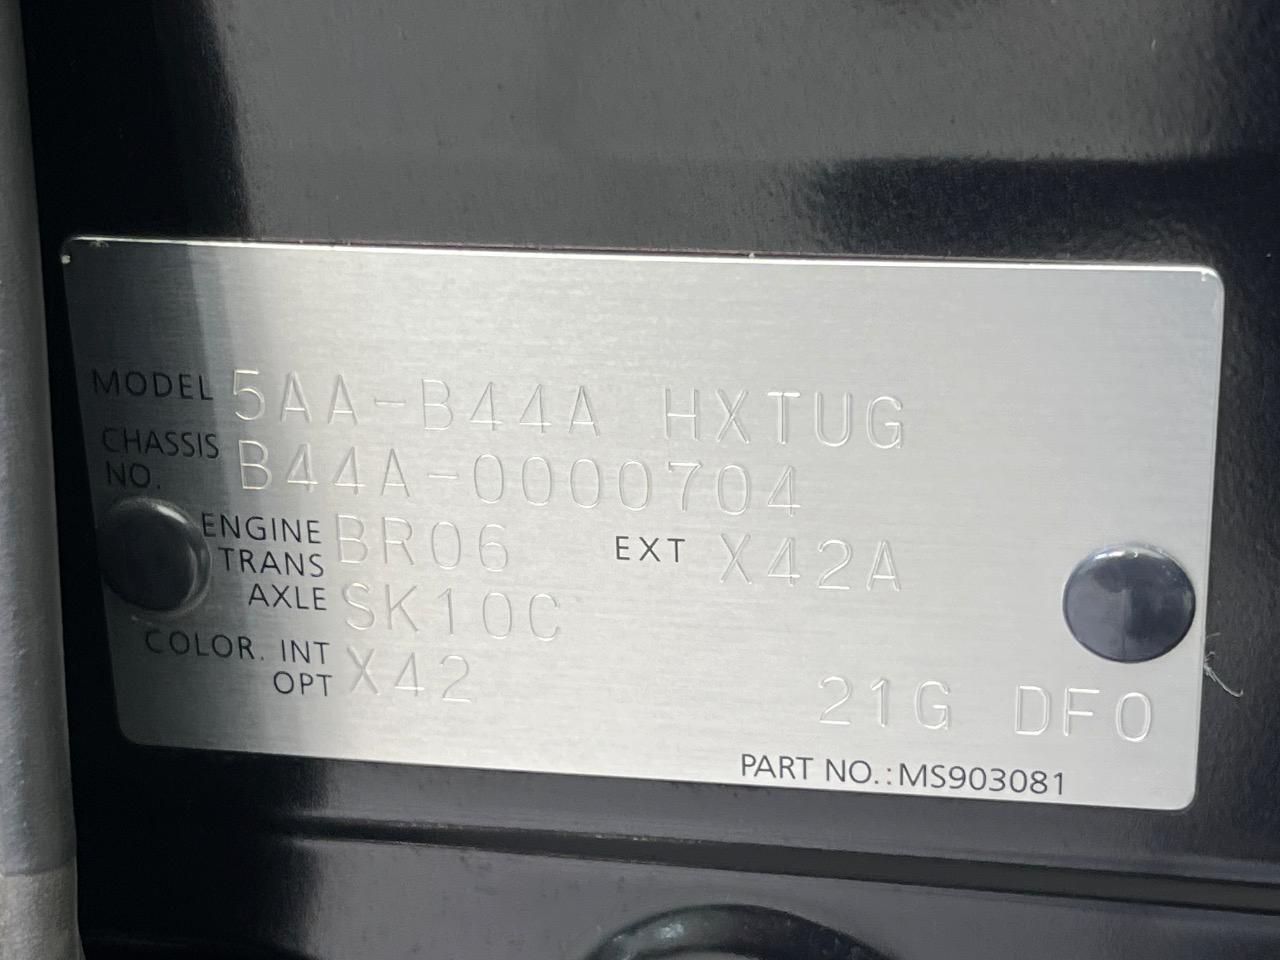 MODEL 5AA-B44A HXTUG
CHASSIS NO. B44A-0000704
ENGINE BR06 EXT X42A
TRANS AXLE SK10C
COLOR. INT OPT X42
21G DF0
PART NO.:MS903081